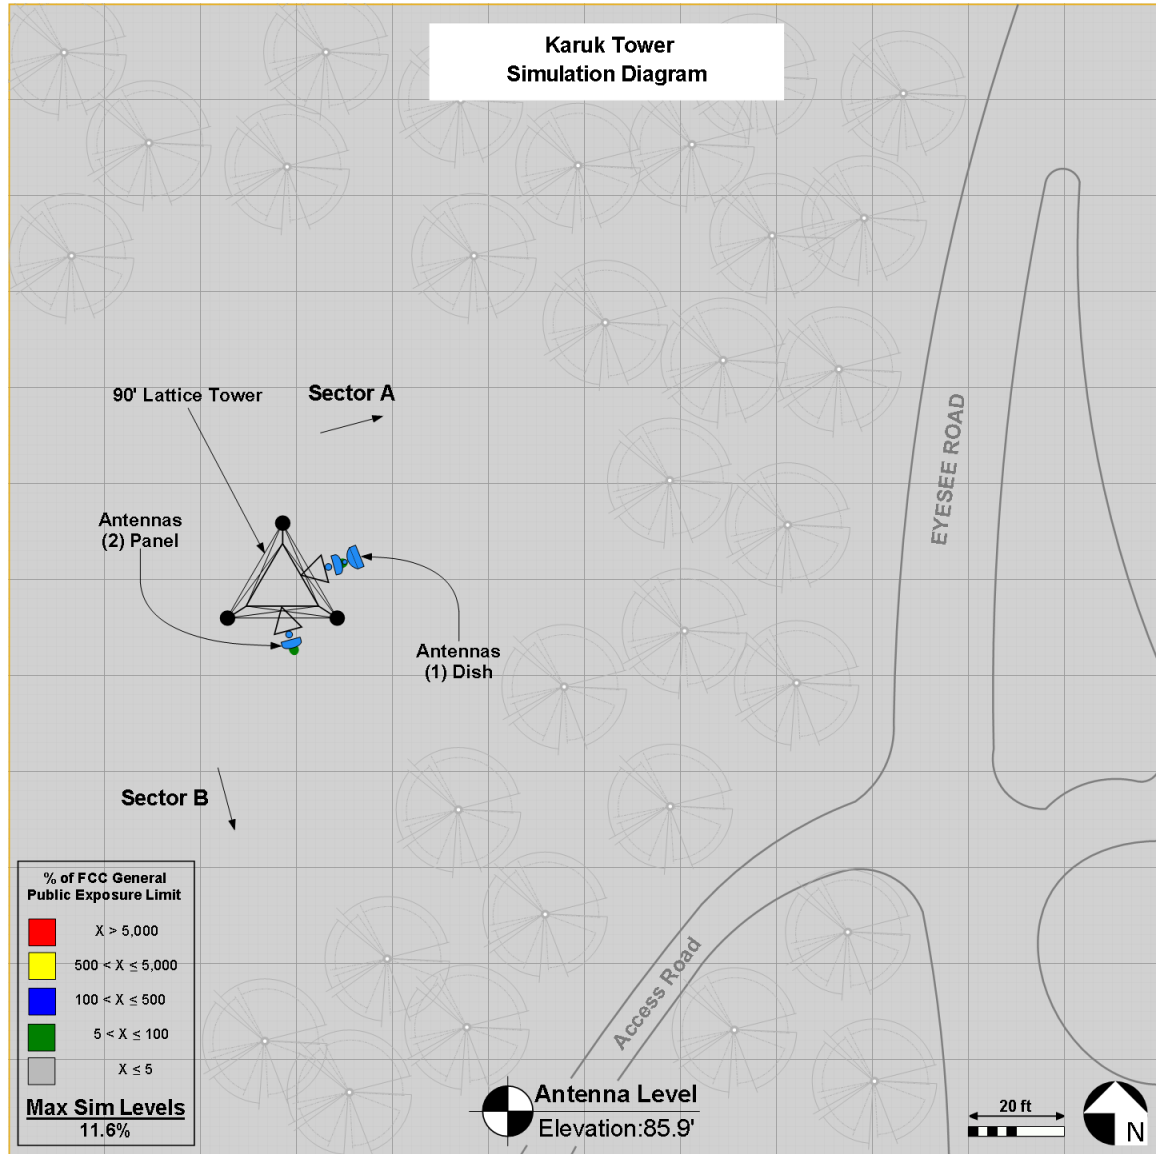 Karuk Tower
Simulation Diagram
90' Lattice Tower
Sector A
Antennas
(2) Panel
EYESEE ROAD
Antennas
(1) Dish
Sector B
% of FCC General
Public Exposure Limit
X > 5,000
500 < X ≤ 5,000
100 < X ≤ 500
5 < X ≤ 100
X ≤ 5
Max Sim Levels
11.6%
Access Road
Antenna Level
Elevation:85.9'
20 ft
N